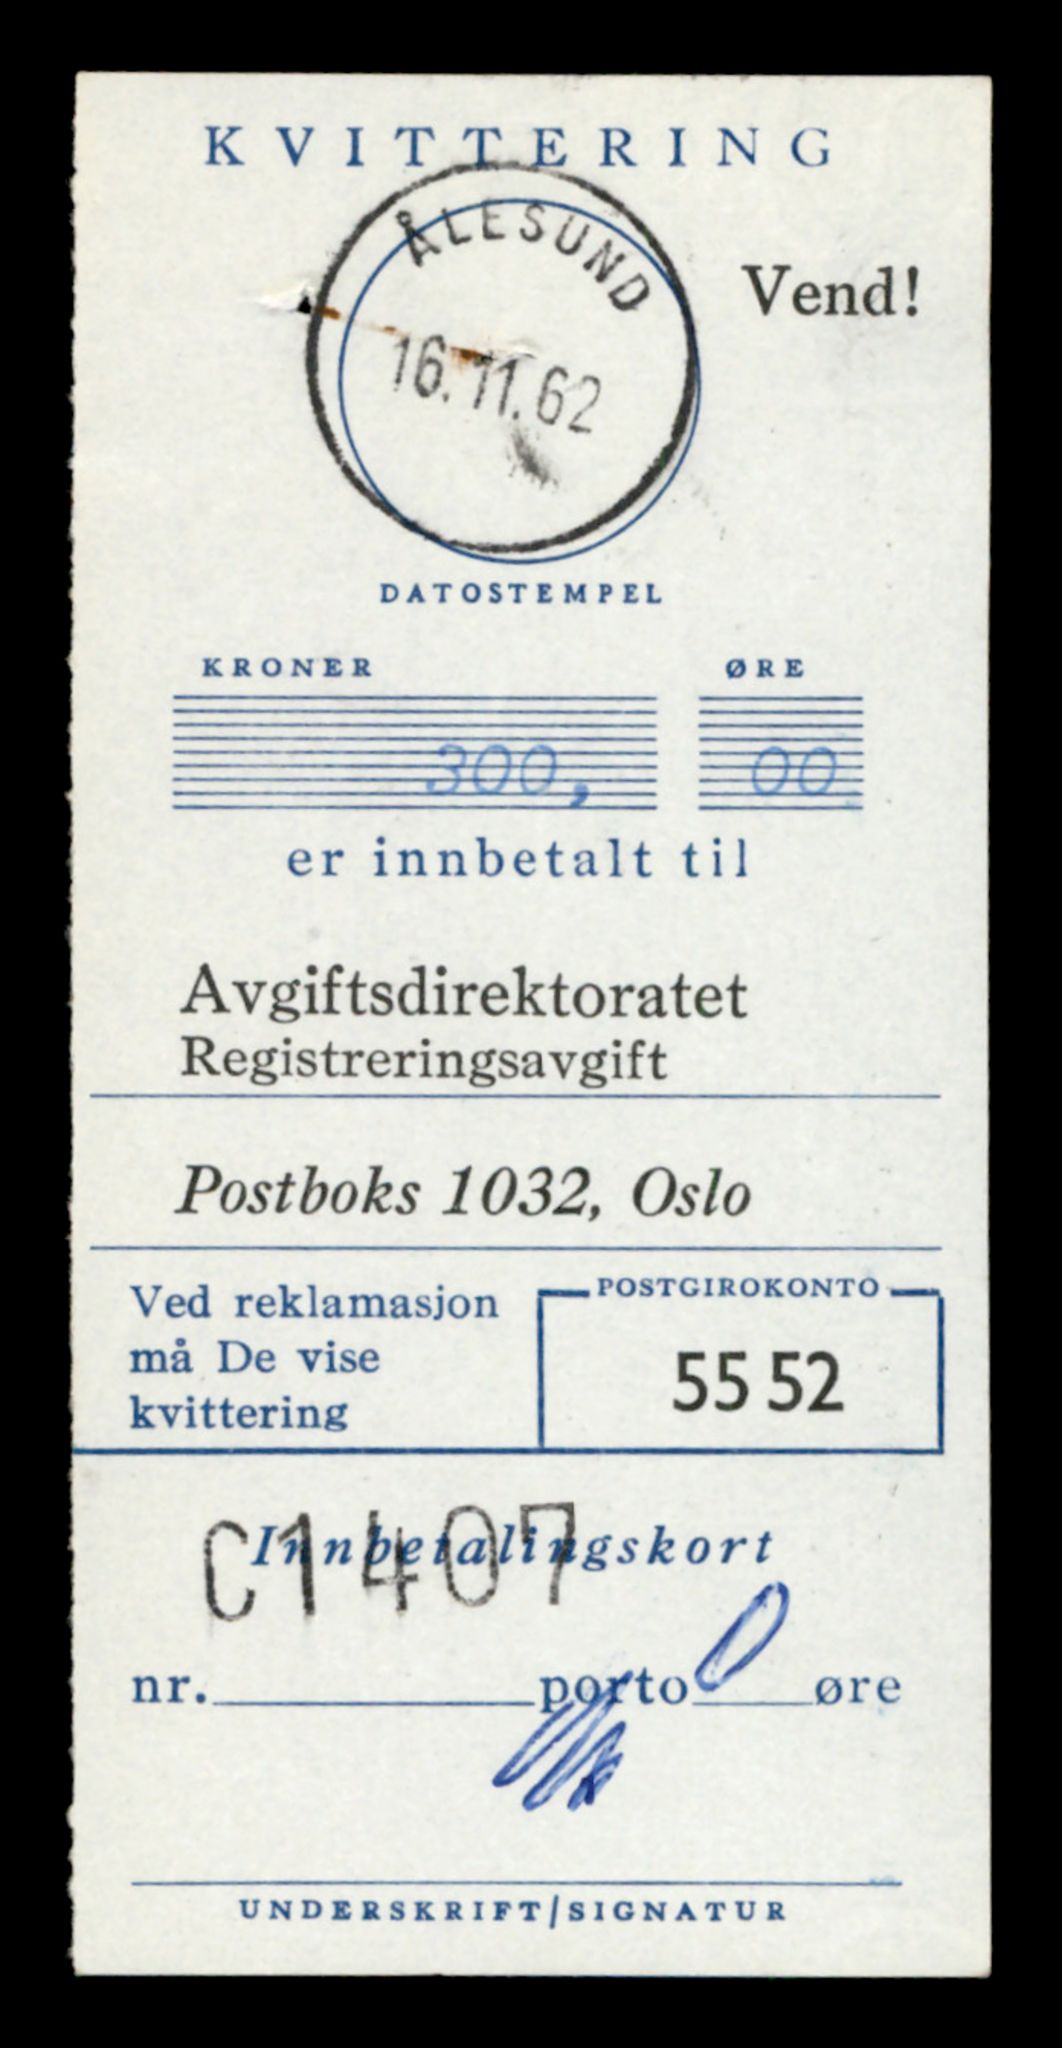 KVITTERING
ÅLESUND
Vend!
16.11.62
DATOSTEMPEL
KRONER ØRE
300, 00
er innbetalt til
Avgiftsdirektoratet
Registreringsavgift
Postboks 1032, Oslo
Ved reklamasjon
må De vise
kvittering
POSTGIROKONTO
55 52
C1407
Innbetalingskort
nr. porto 0 øre
UNDERSKRIFT/SIGNATUR